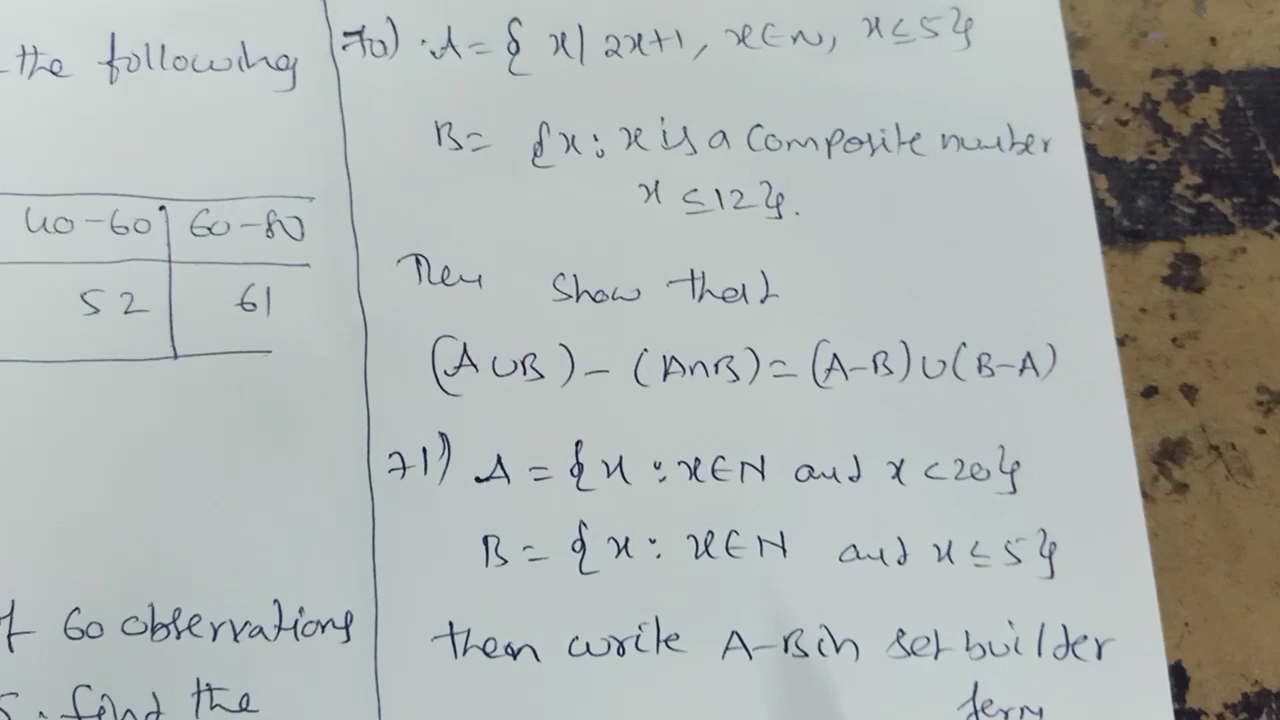 the following
40-60 60-80
52 61
60 observations
find the
70) A = { x | 2x+1, x∈N, x≤5}
B = {x : x is a composite number
x ≤12}.
Then show that
(A∪B) - (A∩B) = (A-B)∪(B-A)
71) A = {x : x∈N and x <20}
B = {x : x∈N and x ≤ 5}
then write A-B in set builder
form